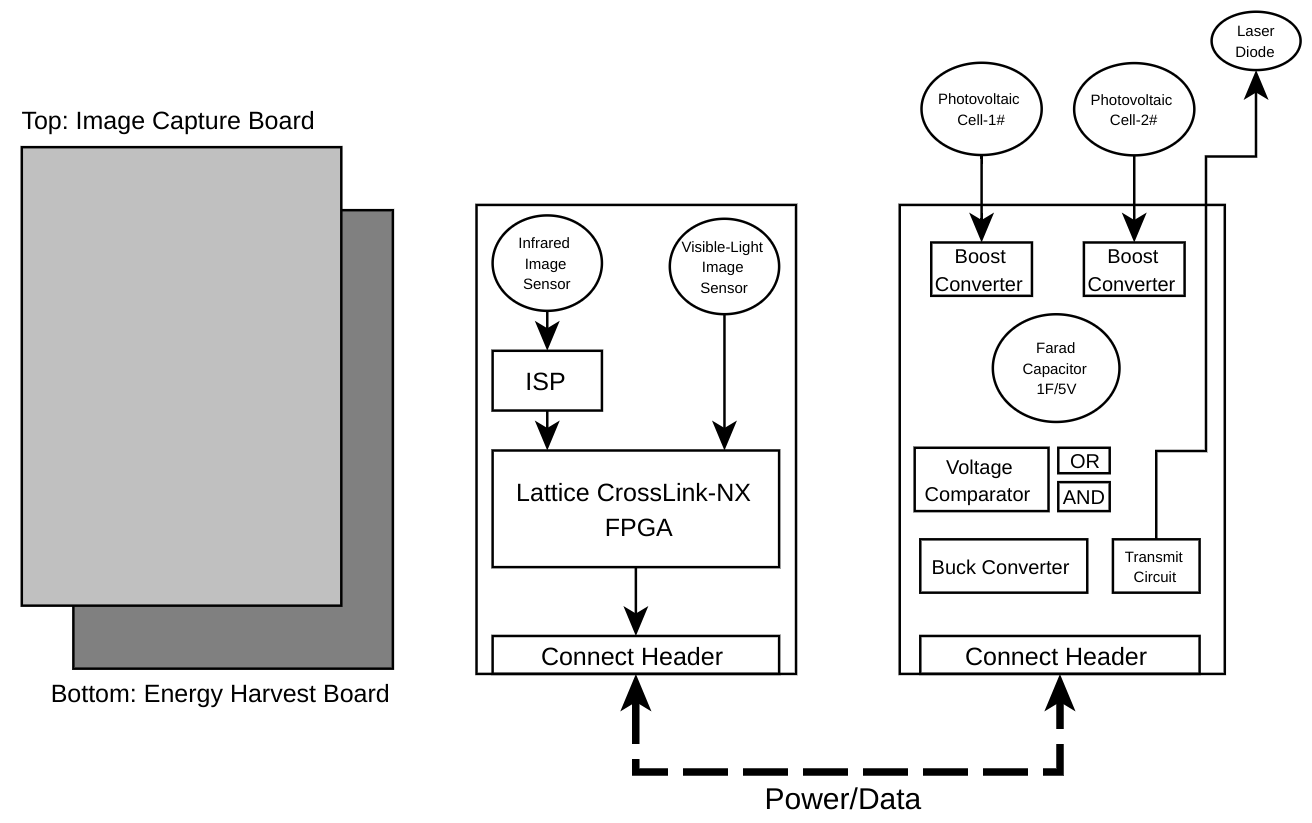 Top: Image Capture Board
Bottom: Energy Harvest Board
Infrared
Image
Sensor
Visible-Light
Image
Sensor
ISP
Lattice CrossLink-NX
FPGA
Connect Header
Laser
Diode
Photovoltaic
Cell-1#
Photovoltaic
Cell-2#
Boost
Converter
Boost
Converter
Farad
Capacitor
1F/5V
Voltage
Comparator
OR
AND
Buck Converter
Transmit
Circuit
Connect Header
Power/Data